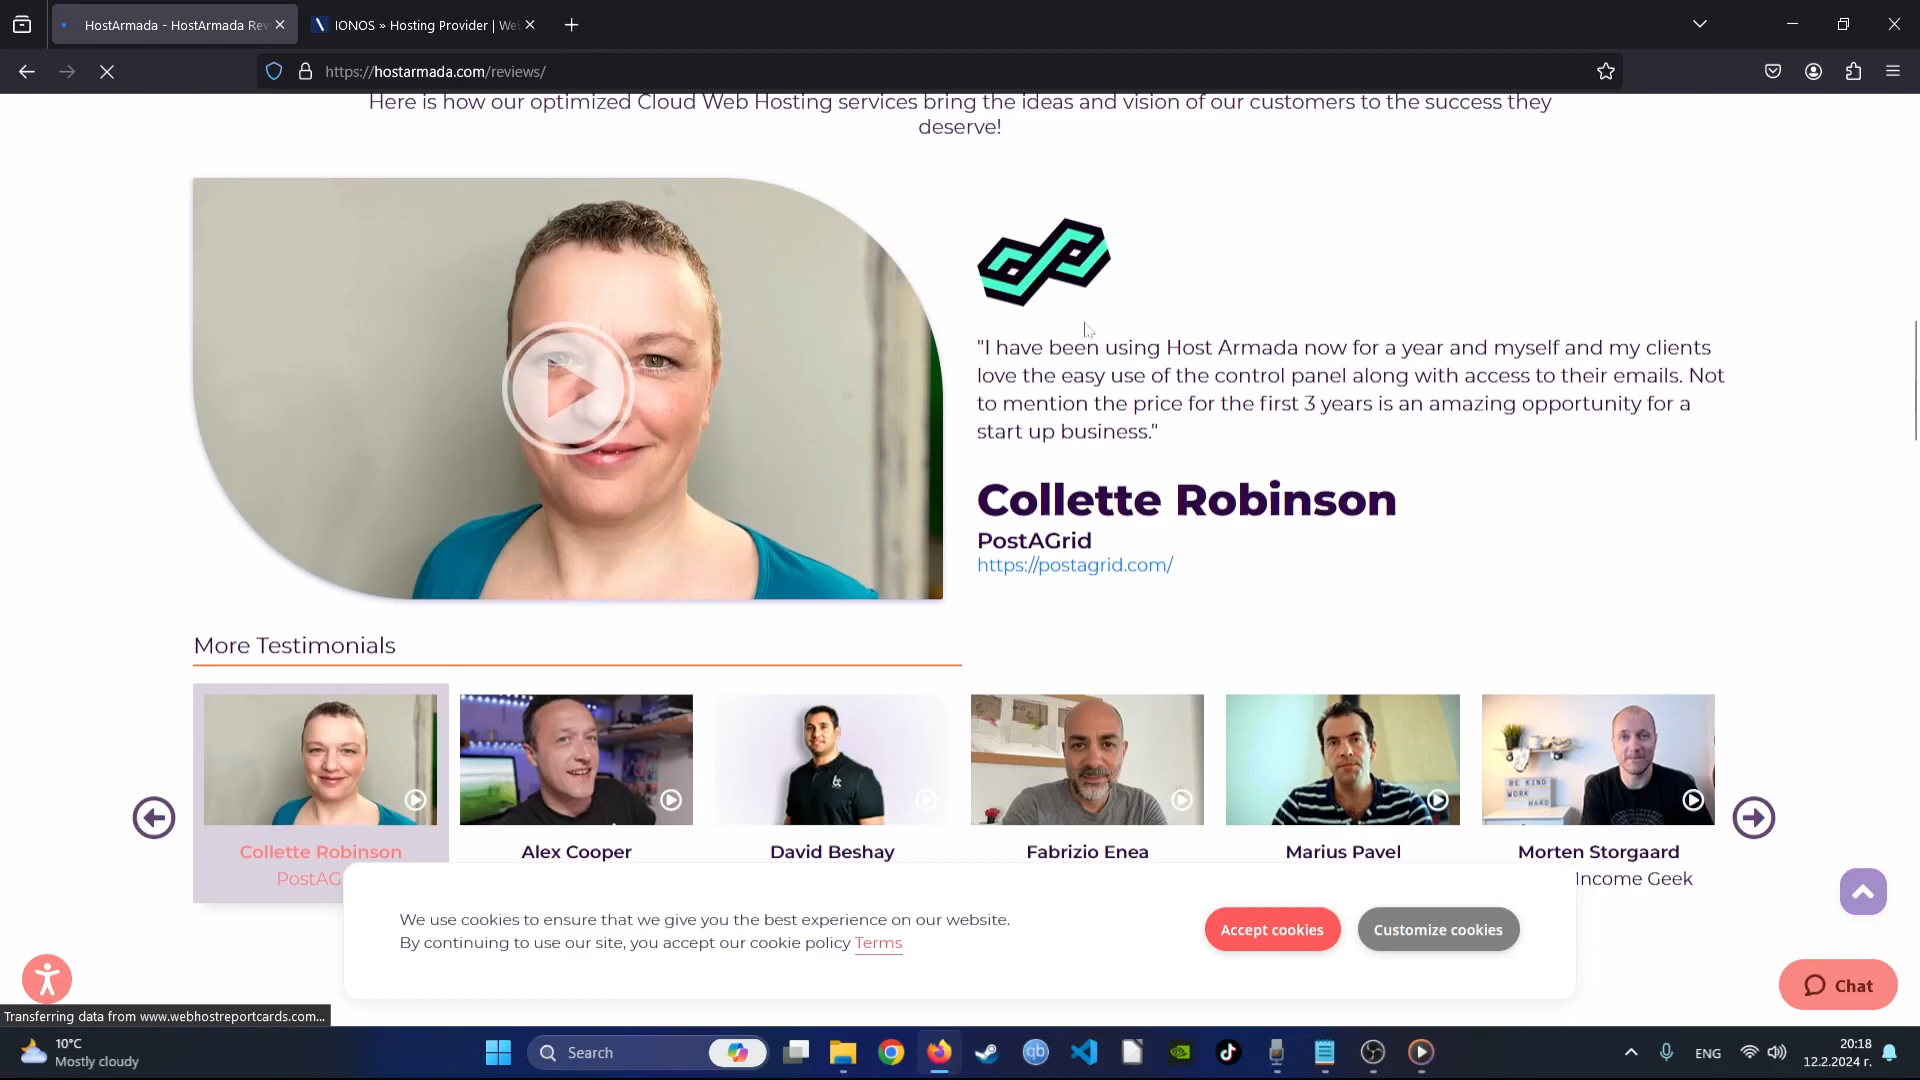 HostArmada - HostArmada Rev
IONOS » Hosting Provider | We
https://hostarmada.com/reviews/
Here is how our optimized Cloud Web Hosting services bring the ideas and vision of our customers to the success they
deserve!
"I have been using Host Armada now for a year and myself and my clients
love the easy use of the control panel along with access to their emails. Not
to mention the price for the first 3 years is an amazing opportunity for a
start up business."
Collette Robinson
PostAGrid
https://postagrid.com/
More Testimonials
BE KIND
WORK
HARD
Collette Robinson
Alex Cooper
David Beshay
Fabrizio Enea
Marius Pavel
Morten Storgaard
PostAG
Income Geek
We use cookies to ensure that we give you the best experience on our website.
By continuing to use our site, you accept our cookie policy Terms
Accept cookies
Customize cookies
Chat
Transferring data from www.webhostreportcards.com...
10°C
Mostly cloudy
Search
ENG
20:18
12.2.2024 г.